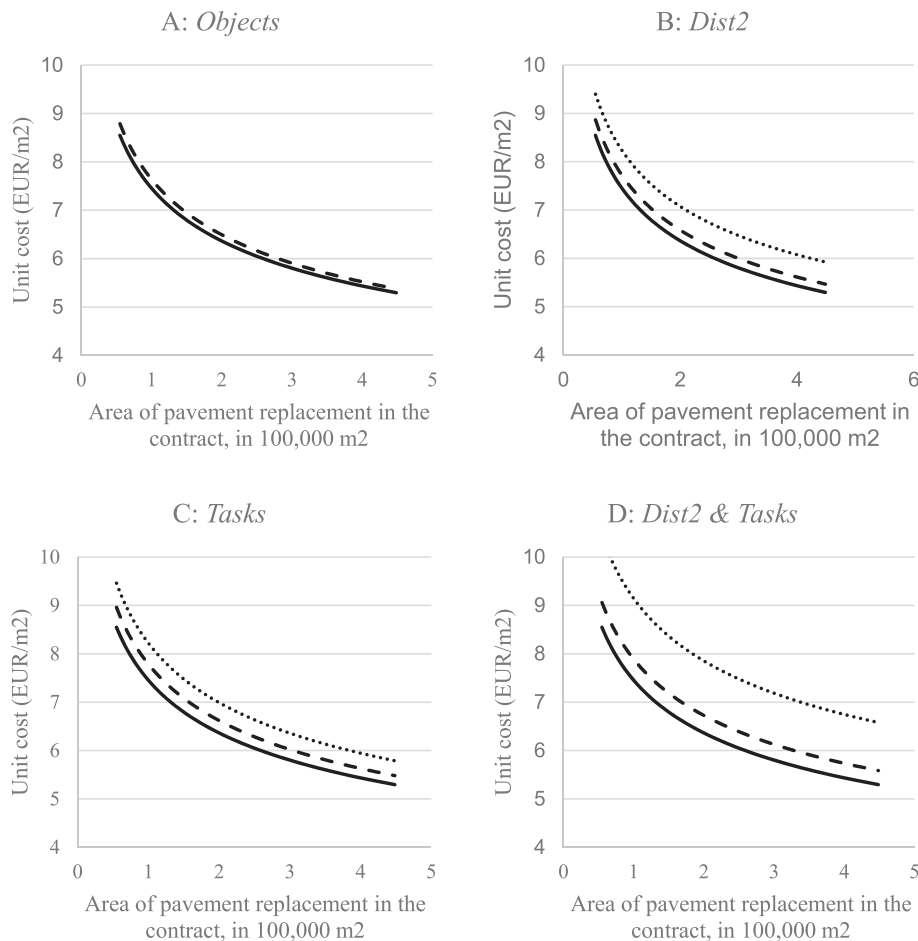 A: Objects
10
9
8
7
6
5
4
Unit cost (EUR/m2)
0 1 2 3 4 5
Area of pavement replacement in the
contract, in 100,000 m2
B: Dist2
10
9
8
7
6
5
4
Unit cost (EUR/m2)
0 2 4 6
Area of pavement replacement in
the contract, in 100,000 m2
C: Tasks
10
9
8
7
6
5
4
Unit cost (EUR/m2)
0 1 2 3 4 5
Area of pavement replacement in the
contract, in 100,000 m2
D: Dist2 & Tasks
10
9
8
7
6
5
4
Unit cost (EUR/m2)
0 1 2 3 4 5
Area of pavement replacement in the
contract, in 100,000 m2